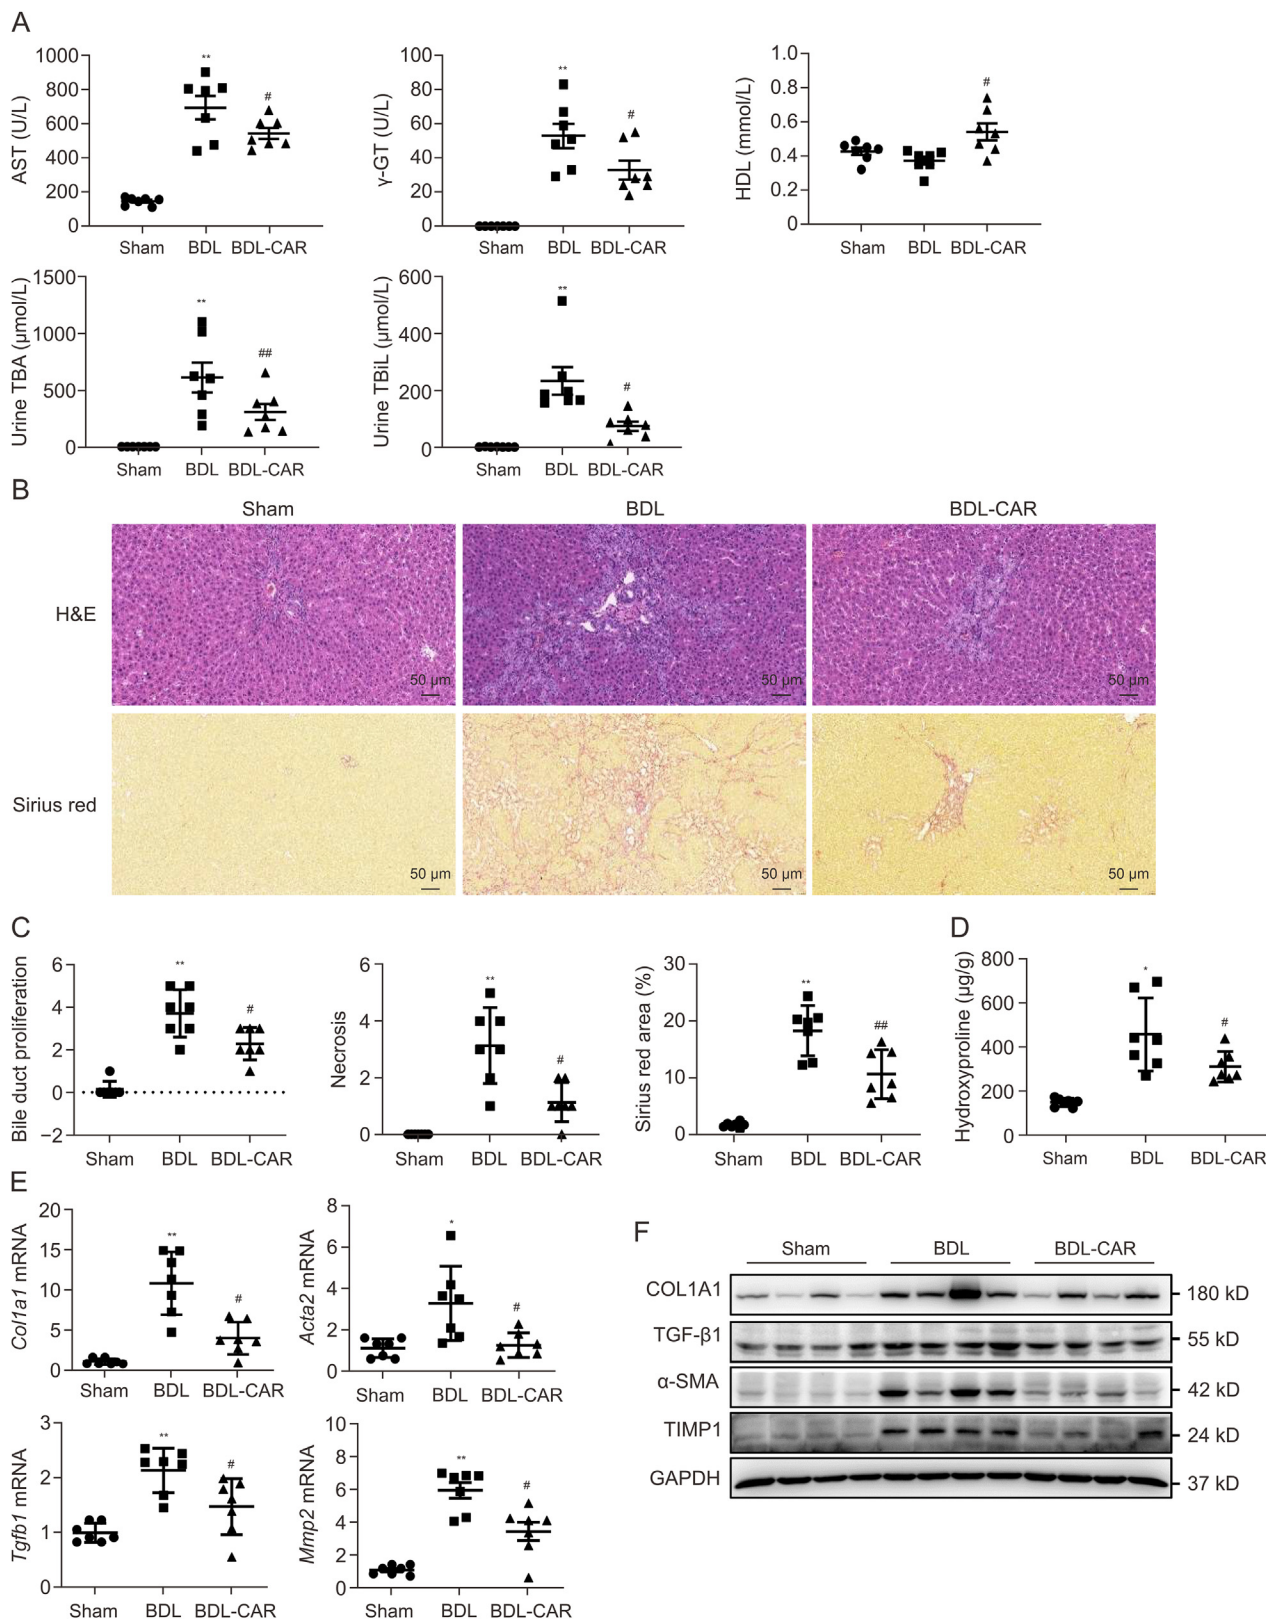 A
AST (U/L)
1000
800
600
400
200
0
**
#
Sham BDL BDL-CAR
γ-GT (U/L)
100
80
60
40
20
0
**
#
Sham BDL BDL-CAR
HDL (mmol/L)
1.0
0.8
0.6
0.4
0.2
0
#
Sham BDL BDL-CAR
Urine TBA (μmol/L)
1500
1000
500
0
**
##
Sham BDL BDL-CAR
Urine TBiL (μmol/L)
600
400
200
0
**
#
Sham BDL BDL-CAR
B
Sham BDL BDL-CAR
H&E
50 μm 50 μm 50 μm
Sirius red
50 μm 50 μm 50 μm
C
Bile duct proliferation
6
4
2
0
−2
**
#
Sham BDL BDL-CAR
Necrosis
6
4
2
0
**
#
Sham BDL BDL-CAR
Sirius red area (%)
30
20
10
0
**
##
Sham BDL BDL-CAR
D
Hydroxyproline (μg/g)
800
600
400
200
0
*
#
Sham BDL BDL-CAR
E
Col1a1 mRNA
20
15
10
5
0
**
#
Sham BDL BDL-CAR
Acta2 mRNA
8
6
4
2
0
*
#
Sham BDL BDL-CAR
Tgfb1 mRNA
3
2
1
0
**
#
Sham BDL BDL-CAR
Mmp2 mRNA
10
8
6
4
2
0
**
#
Sham BDL BDL-CAR
F
Sham BDL BDL-CAR
COL1A1 180 kD
TGF-β1 55 kD
α-SMA 42 kD
TIMP1 24 kD
GAPDH 37 kD